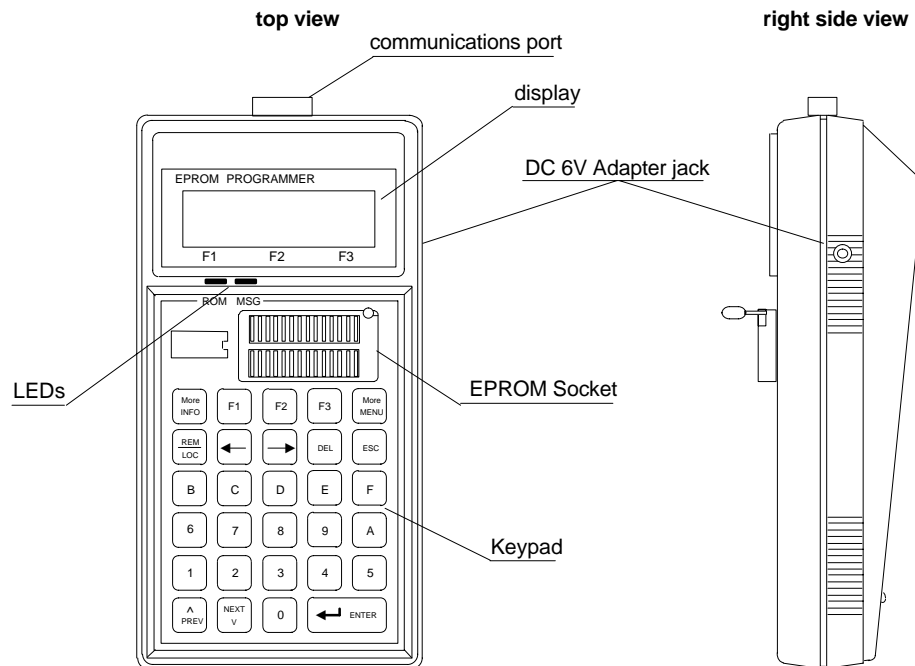 top view
right side view
communications port
display
EPROM PROGRAMMER
DC 6V Adapter jack
F1 F2 F3
ROM MSG
LEDs
EPROM Socket
More INFO
F1
F2
F3
More MENU
REM LOC
DEL
ESC
B
C
D
E
F
6
7
8
9
A
Keypad
1
2
3
4
5
^ PREV
NEXT V
0
ENTER